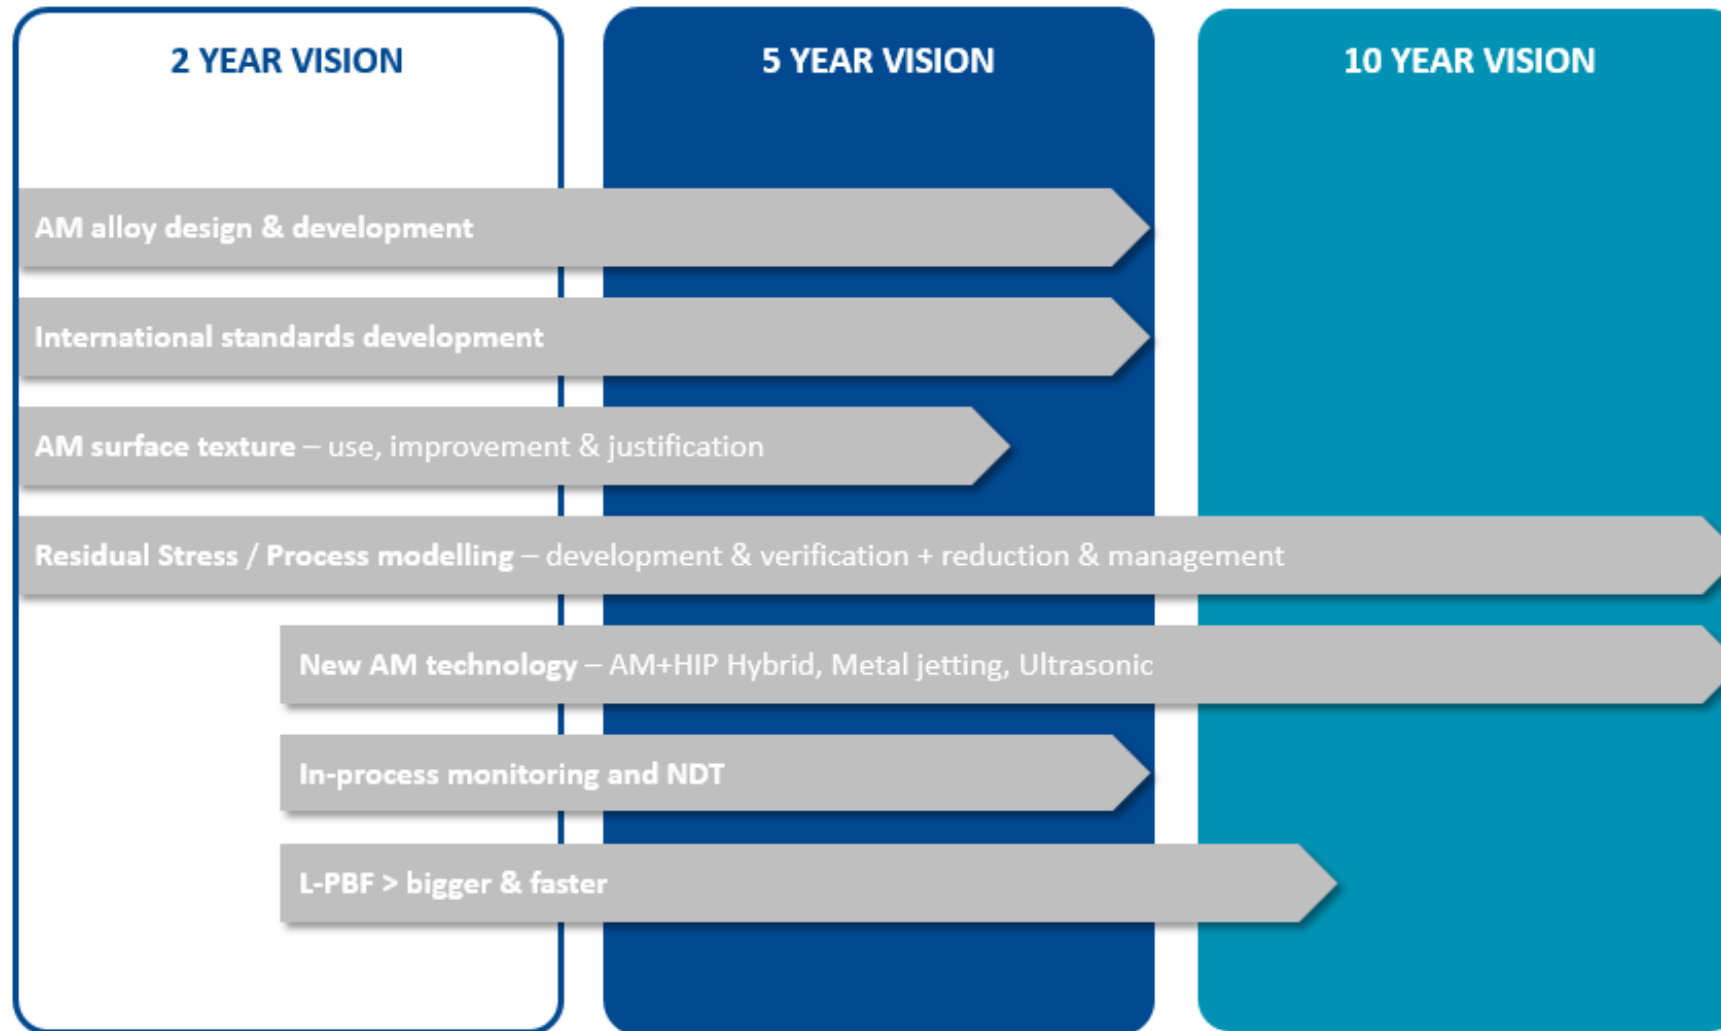 2 YEAR VISION
5 YEAR VISION
10 YEAR VISION
AM alloy design & development
International standards development
AM surface texture – use, improvement & justification
Residual Stress / Process modelling – development & verification + reduction & management
New AM technology – AM+HIP Hybrid, Metal jetting, Ultrasonic
In-process monitoring and NDT
L-PBF > bigger & faster